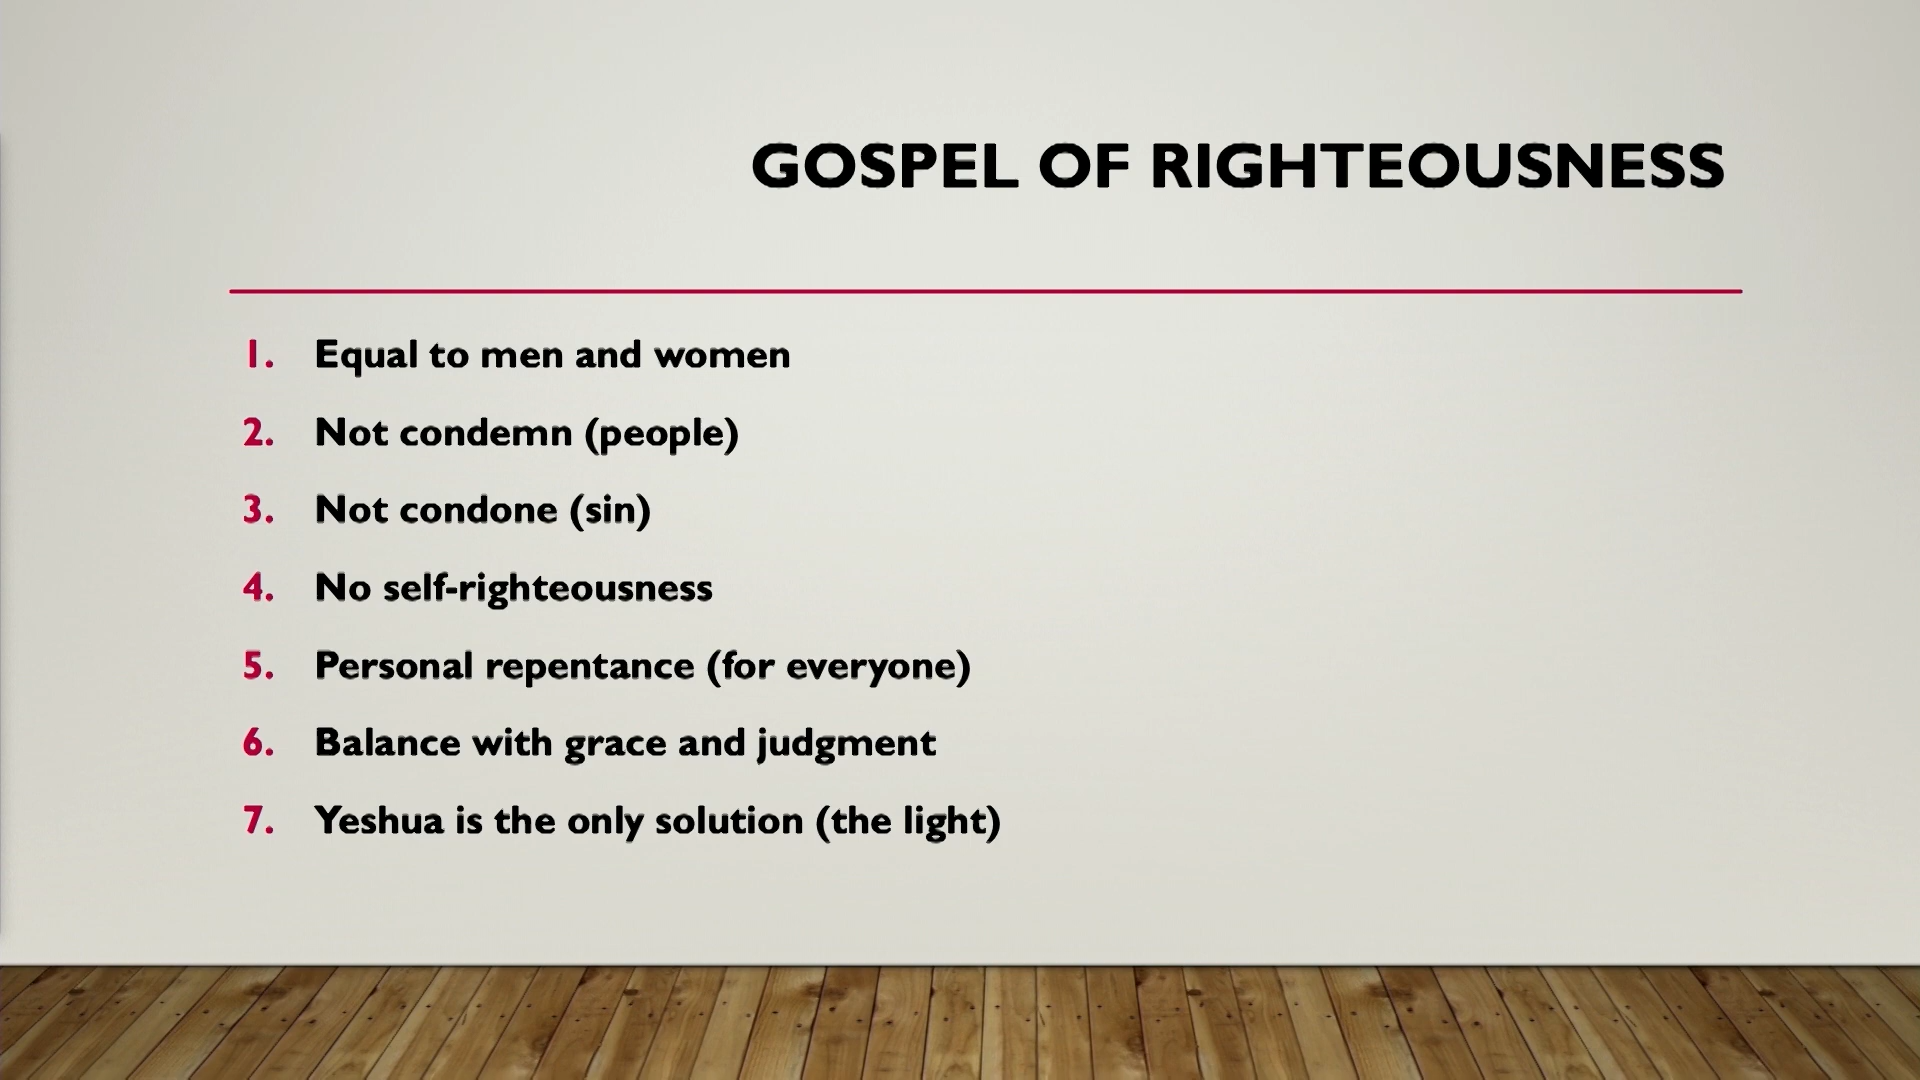 GOSPEL OF RIGHTEOUSNESS
1. Equal to men and women
2. Not condemn (people)
3. Not condone (sin)
4. No self-righteousness
5. Personal repentance (for everyone)
6. Balance with grace and judgment
7. Yeshua is the only solution (the light)